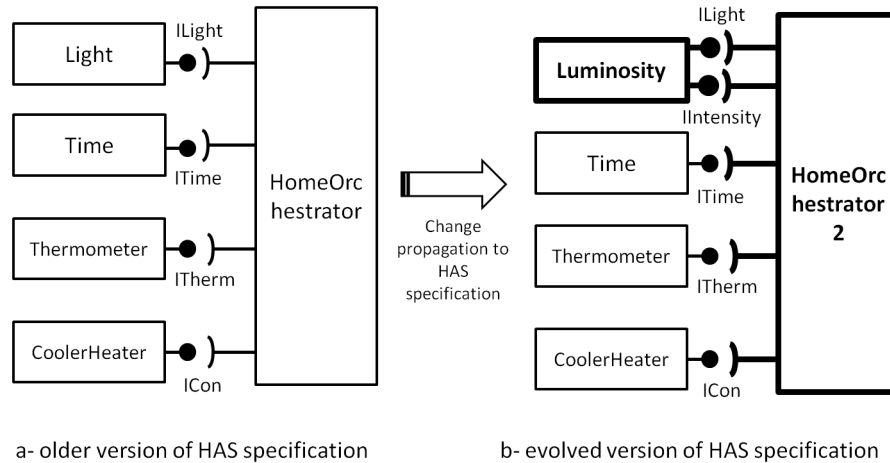 ILight
Light
Time
ITime
HomeOrc
hestrator
Thermometer
ITherm
CoolerHeater
ICon
Change
propagation to
HAS
specification
ILight
Luminosity
IIntensity
Time
ITime
HomeOrc
hestrator
2
Thermometer
ITherm
CoolerHeater
ICon
a- older version of HAS specification
b- evolved version of HAS specification